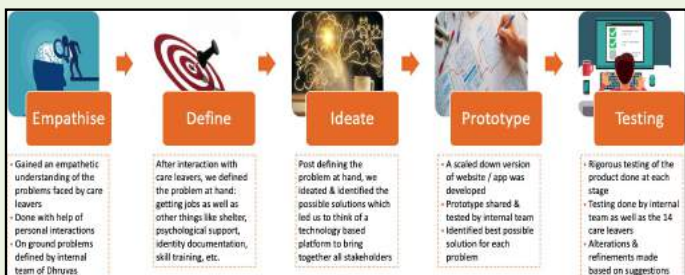 Empathise
• Gained an empathetic
understanding of the
problems faced by care
leavers
• Done with help of
personal interactions
• On ground problems
defined by internal
team of Dhruvas
Define
After interaction with
care leavers, we defined
the problem at hand:
getting jobs as well as
other things like shelter,
psychological support,
identity documentation,
skill training, etc.
Ideate
Post defining the
problem at hand, we
ideated & identified the
possible solutions which
led us to think of a
technology based
platform to bring
together all stakeholders
Prototype
• A scaled down version
of website / app was
developed
• Prototype shared &
tested by internal team
• Identified best possible
solution for each
problem
Testing
• Rigorous testing of the
product done at each
stage
• Testing done by internal
team as well as the 14
care leavers
• Alterations &
refinements made
based on suggestions